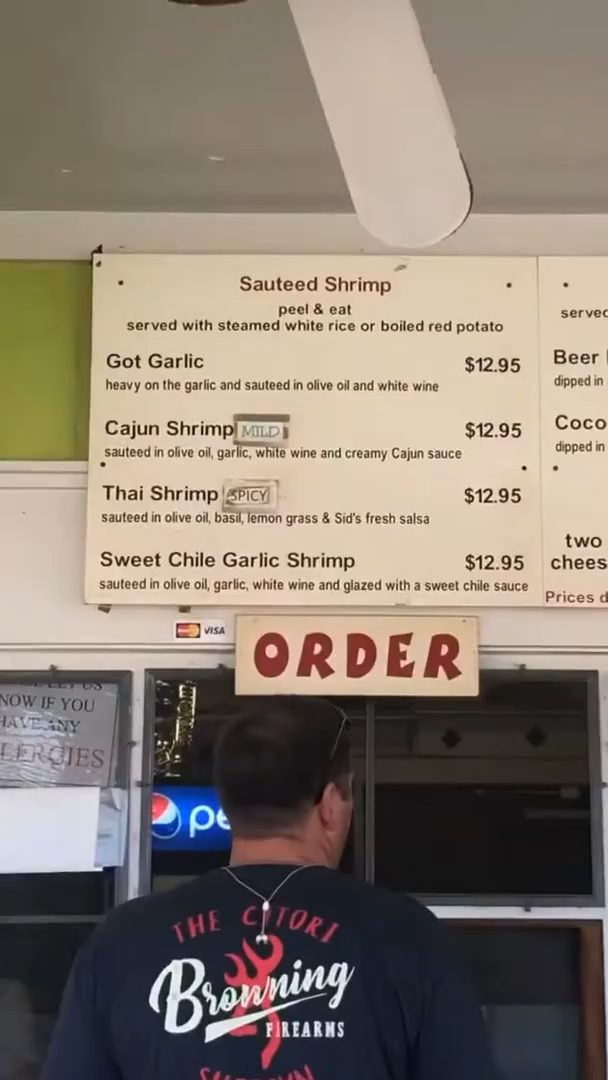 Sauteed Shrimp
peel & eat
served with steamed white rice or boiled red potato
Got Garlic $12.95
heavy on the garlic and sauteed in olive oil and white wine
Cajun Shrimp MILD $12.95
sauteed in olive oil, garlic, white wine and creamy Cajun sauce
Thai Shrimp SPICY $12.95
sauteed in olive oil, basil, lemon grass & Sid's fresh salsa
Sweet Chile Garlic Shrimp $12.95
sauteed in olive oil, garlic, white wine and glazed with a sweet chile sauce
served
Beer
dipped in
Coco
dipped in
two
chees
Prices d
VISA
ORDER
LET US
NOW IF YOU
HAVE ANY
LERGIES
pe
THE CITORI
Browning
FIREARMS